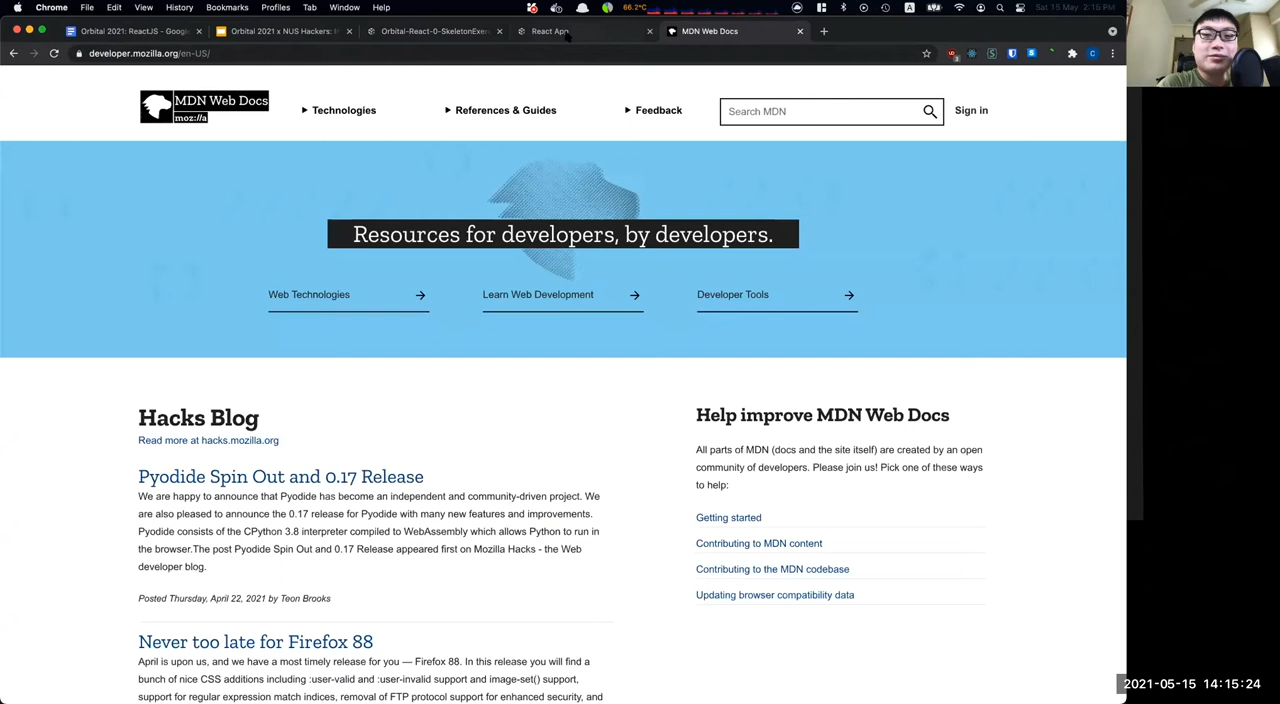 Chrome File Edit View History Bookmarks Profiles Tab Window Help 66.2°C Sat 15 May 2:15 PM
Orbital 2021: ReactJS - Googl Orbital 2021 x NUS Hackers: I Orbital-React-0-SkeletonExer React App MDN Web Docs
developer.mozilla.org/en-US/
MDN Web Docs
moz://a
Technologies References & Guides Feedback Search MDN Sign in
Resources for developers, by developers.
Web Technologies Learn Web Development Developer Tools
Hacks Blog
Read more at hacks.mozilla.org
Pyodide Spin Out and 0.17 Release
We are happy to announce that Pyodide has become an independent and community-driven project. We
are also pleased to announce the 0.17 release for Pyodide with many new features and improvements.
Pyodide consists of the CPython 3.8 interpreter compiled to WebAssembly which allows Python to run in
the browser.The post Pyodide Spin Out and 0.17 Release appeared first on Mozilla Hacks - the Web
developer blog.
Posted Thursday, April 22, 2021 by Teon Brooks
Never too late for Firefox 88
April is upon us, and we have a most timely release for you — Firefox 88. In this release you will find a
bunch of nice CSS additions including :user-valid and :user-invalid support and image-set() support,
support for regular expression match indices, removal of FTP protocol support for enhanced security, and
Help improve MDN Web Docs
All parts of MDN (docs and the site itself) are created by an open
community of developers. Please join us! Pick one of these ways
to help:
Getting started
Contributing to MDN content
Contributing to the MDN codebase
Updating browser compatibility data
2021-05-15 14:15:24